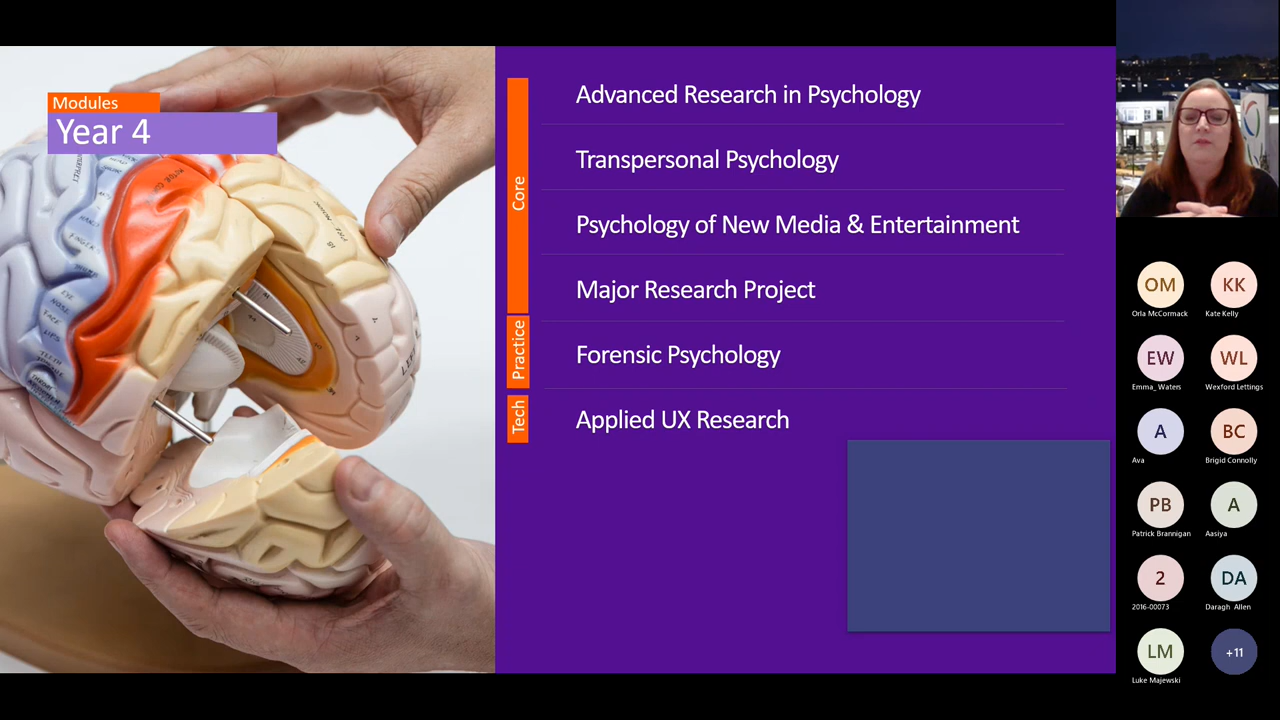 Modules
Year 4
Core
Advanced Research in Psychology
Transpersonal Psychology
Psychology of New Media & Entertainment
Major Research Project
Practice
Forensic Psychology
Tech
Applied UX Research
OM
Orla McCormack
KK
Kate Kelly
EW
Emma_ Waters
WL
Wexford Lettings
A
Ava
BC
Brigid Connolly
PB
Patrick Brannigan
A
Aasiya
2
2016-00073
DA
Daragh Allen
LM
Luke Majewski
+11